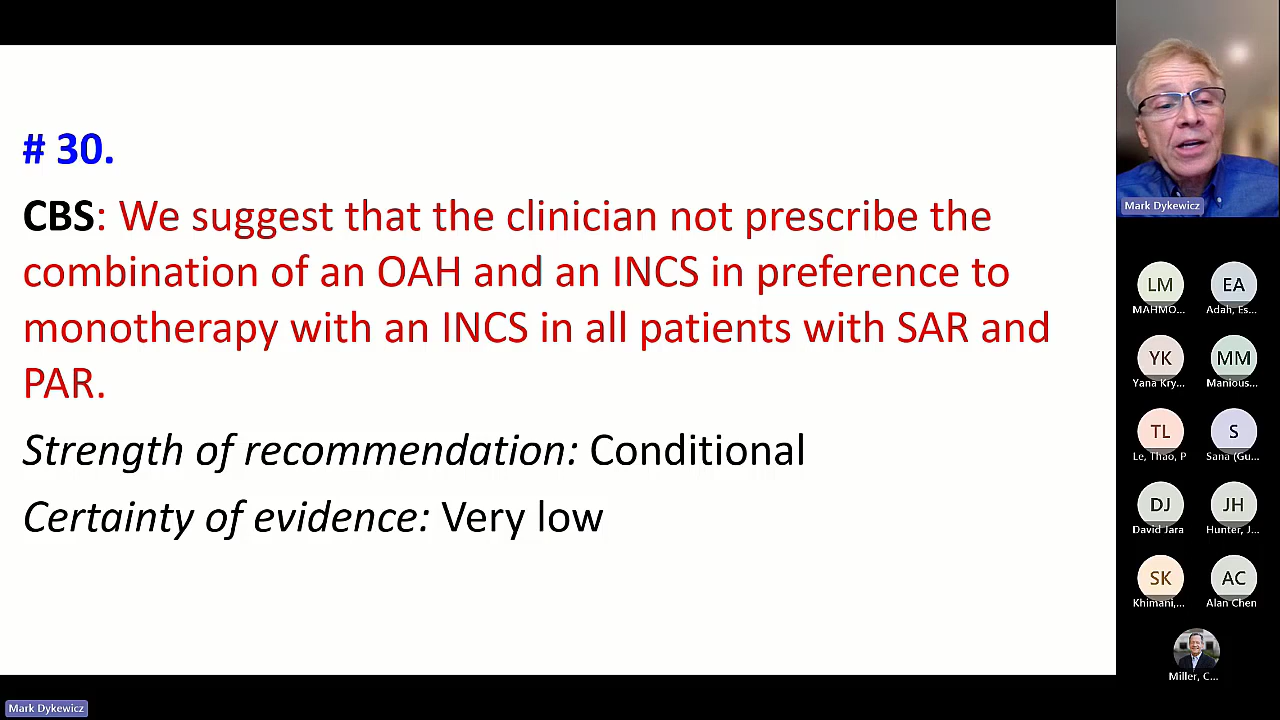 # 30.
CBS: We suggest that the clinician not prescribe the
combination of an OAH and an INCS in preference to
monotherapy with an INCS in all patients with SAR and
PAR.
Strength of recommendation: Conditional
Certainty of evidence: Very low
Mark Dykewicz
LM
MAHMO...
EA
Adah, Es...
YK
Yana Kry...
MM
Manious...
TL
Le, Thao, P
S
Sana (Gu...
DJ
David Jara
JH
Hunter, J...
SK
Khimani,...
AC
Alan Chen
Miller, C...
Mark Dykewicz